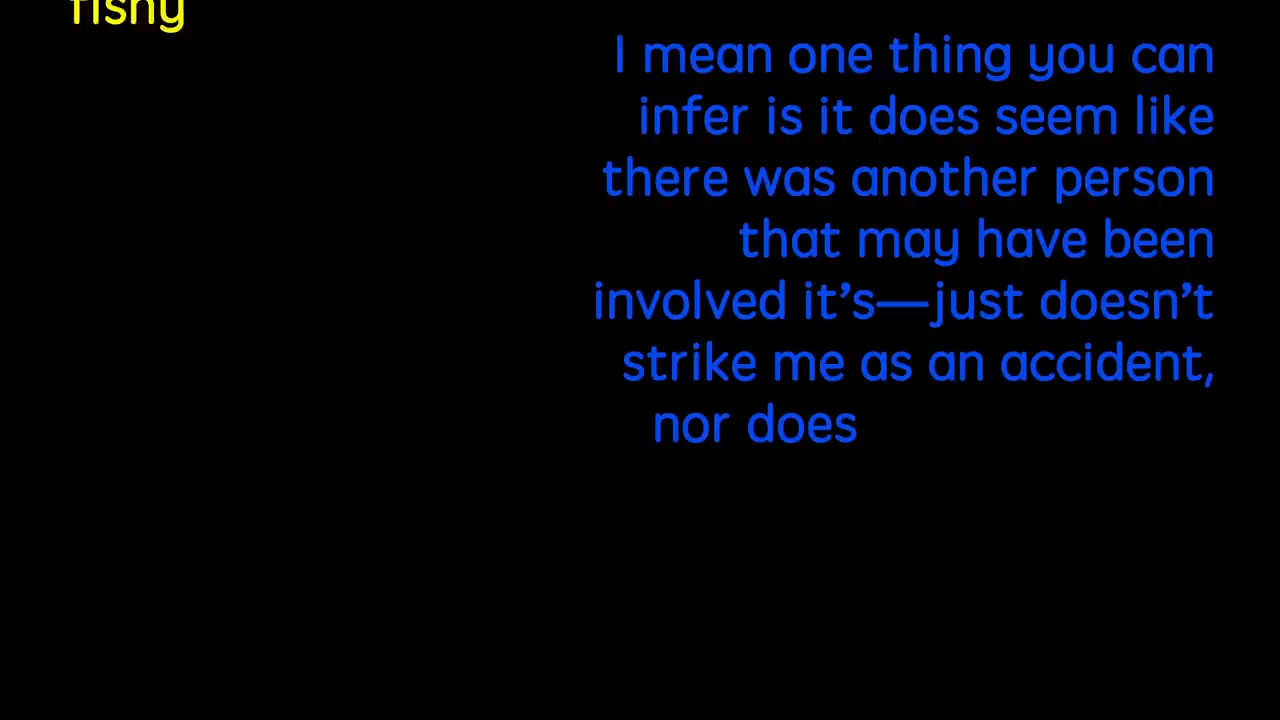 fishy
I mean one thing you can
infer is it does seem like
there was another person
that may have been
involved it’s—just doesn’t
strike me as an accident,
nor does